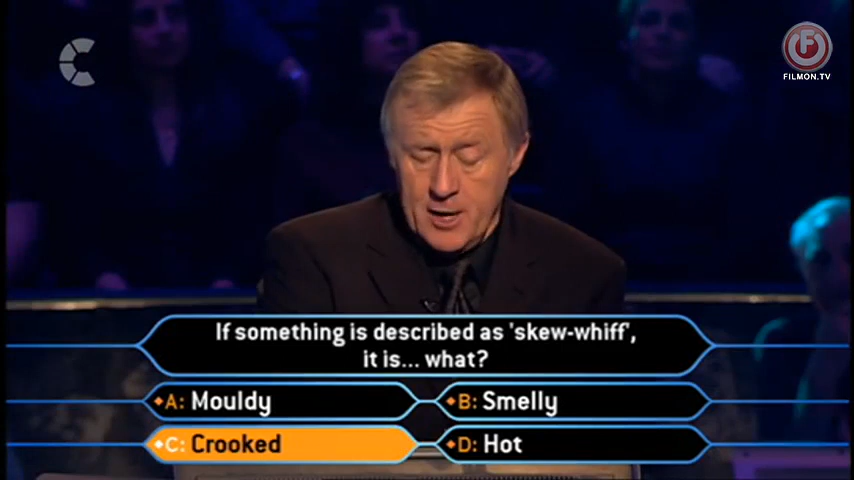 FILMON.TV
If something is described as 'skew-whiff',
it is... what?
A: Mouldy
B: Smelly
C: Crooked
D: Hot